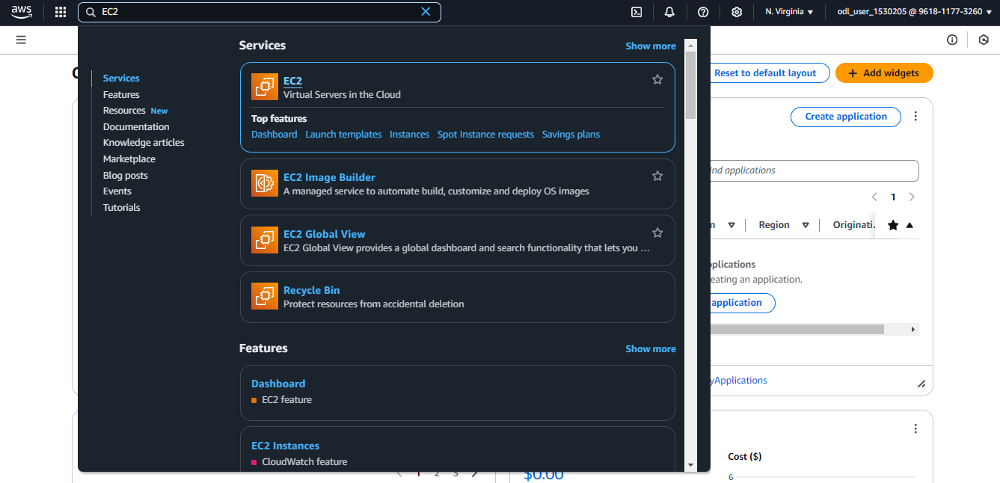 aws
EC2
N. Virginia
odl_user_1530205 @ 9618-1177-3260
Reset to default layout
Add widgets
Services
Show more
Services
Features
Resources New
Documentation
Knowledge articles
Marketplace
Blog posts
Events
Tutorials
EC2
Virtual Servers in the Cloud
Top features
Dashboard Launch templates Instances Spot Instance requests Savings plans
EC2 Image Builder
A managed service to automate build, customize and deploy OS images
EC2 Global View
EC2 Global View provides a global dashboard and search functionality that lets you ...
Recycle Bin
Protect resources from accidental deletion
Features
Show more
Dashboard
EC2 feature
EC2 Instances
CloudWatch feature
Create application
ind applications
1
n Region Originati.
pplications
eating an application.
application
yApplications
1 2 3
$0.00
Cost ($)
6